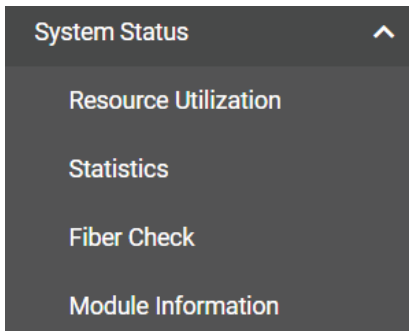 System Status
Resource Utilization
Statistics
Fiber Check
Module Information